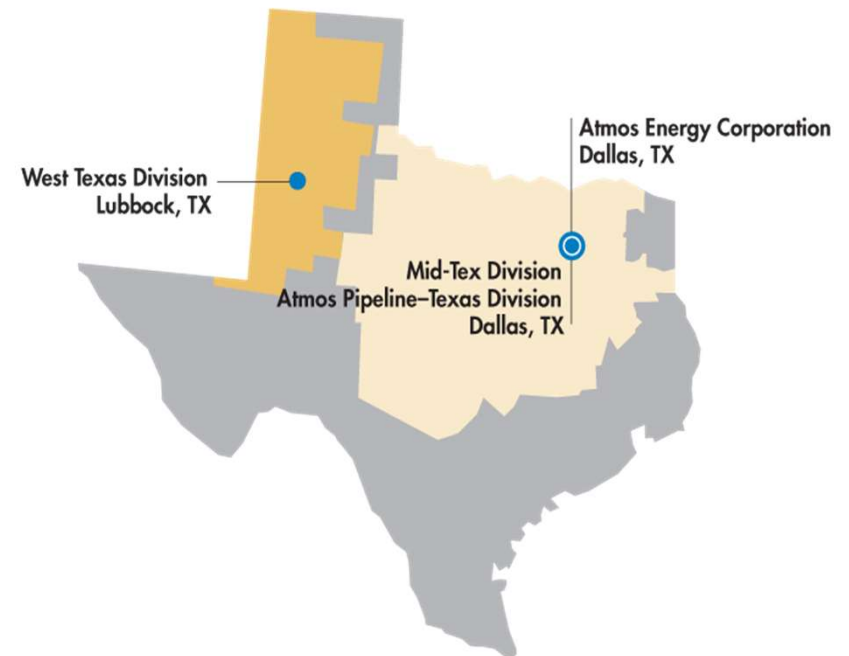 Atmos Energy Corporation
Dallas, TX
West Texas Division
Lubbock, TX
Mid-Tex Division
Atmos Pipeline–Texas Division
Dallas, TX